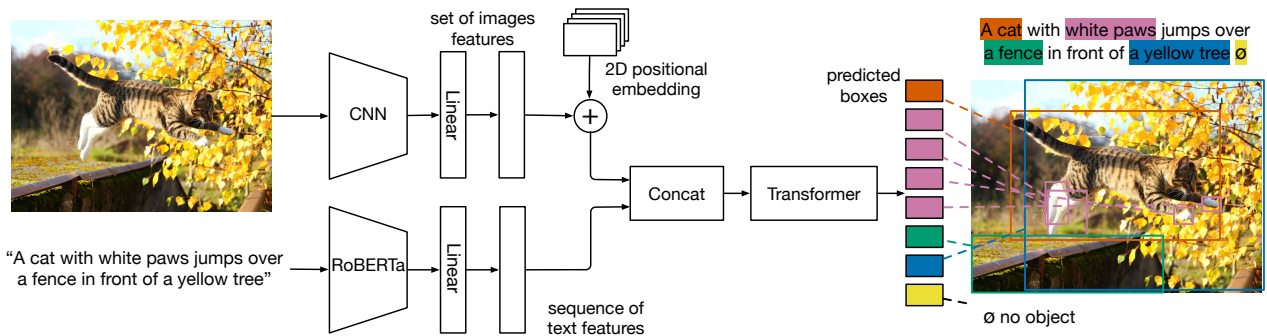 set of images
features
2D positional
embedding
CNN
Linear
+
Concat
Transformer
predicted
boxes
A cat with white paws jumps over
a fence in front of a yellow tree ø
“A cat with white paws jumps over
a fence in front of a yellow tree”
RoBERTa
Linear
sequence of
text features
ø no object